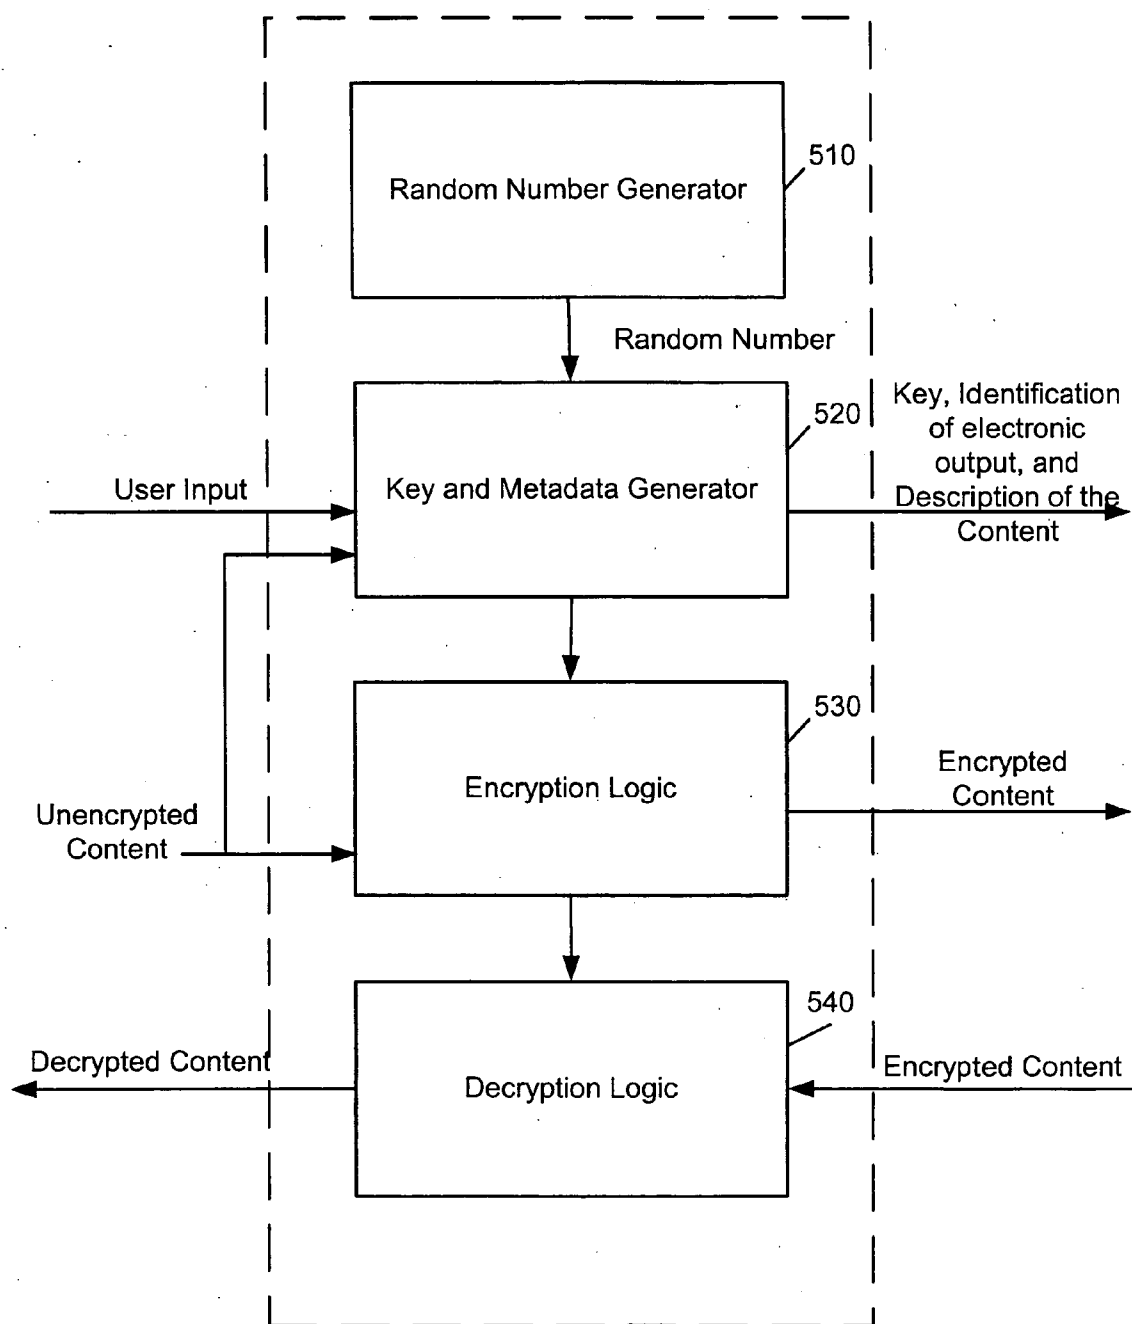 510
Random Number Generator
Random Number
520
Key, Identification
of electronic
output, and
Description of the
Content
User Input
Key and Metadata Generator
530
Encryption Logic
Encrypted
Content
Unencrypted
Content
540
Decrypted Content
Decryption Logic
Encrypted Content